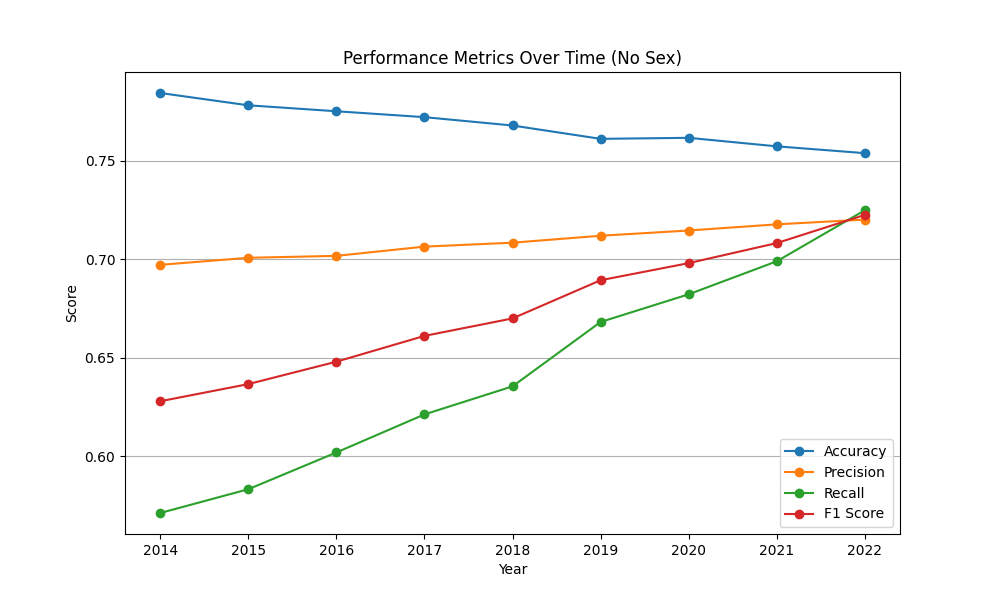 Performance Metrics Over Time (No Sex)
Score
0.75
0.70
0.65
0.60
Accuracy
Precision
Recall
F1 Score
2014 2015 2016 2017 2018 2019 2020 2021 2022
Year